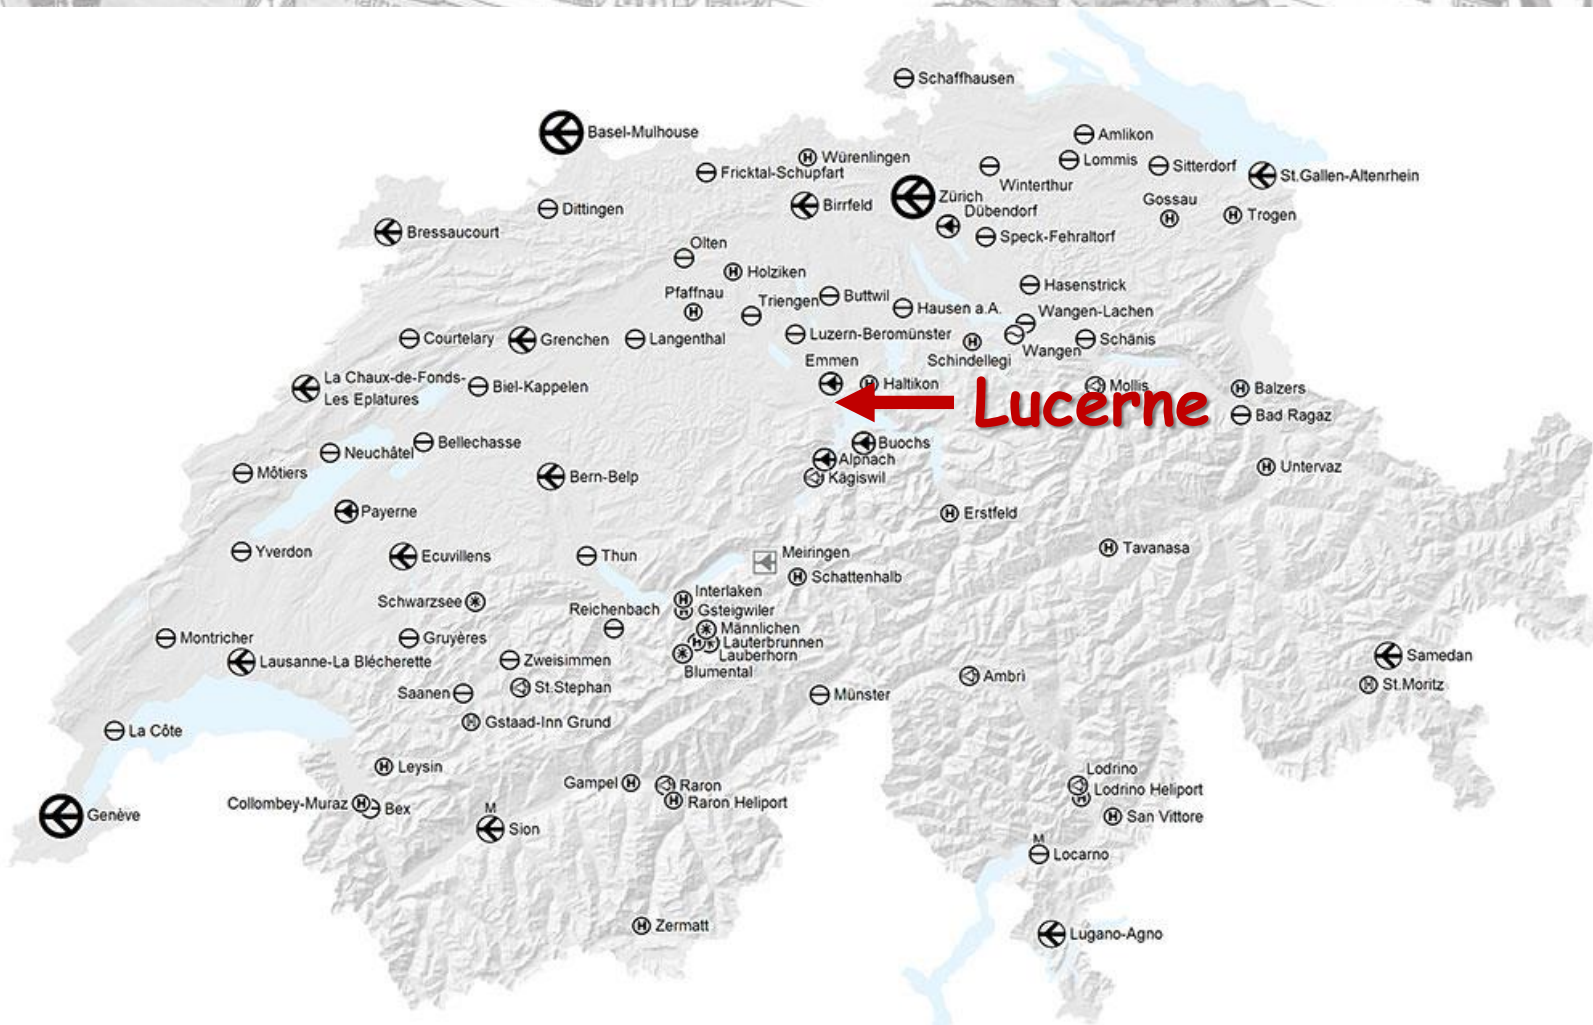 Schaffhausen
Basel-Mulhouse
Amlikon
Würenlingen
Lommis
Sitterdorf
Fricktal-Schupfart
St.Gallen-Altenrhein
Winterthur
Zürich
Gossau
Birrfeld
Dittingen
Dübendorf
Trogen
Bressaucourt
Speck-Fehraltorf
Olten
Holziken
Hasenstrick
Pfaffnau
Triengen
Buttwil
Hausen a.A.
Wangen-Lachen
Courtelary
Grenchen
Langenthal
Luzern-Beromünster
Schänis
Wangen
Schindellegi
Emmen
La Chaux-de-Fonds-
Les Eplatures
Biel-Kappelen
Haltikon
Mollis
Balzers
Lucerne
Bad Ragaz
Bellechasse
Buochs
Neuchâtel
Alpnach
Untervaz
Môtiers
Bern-Belp
Kägiswil
Payerne
Erstfeld
Yverdon
Ecuvillens
Thun
Meiringen
Tavanasa
Schattenhalb
Interlaken
Schwarzsee
Reichenbach
Gsteigwiler
Männlichen
Montricher
Gruyères
Lauterbrunnen
Lauberhorn
Lausanne-La Blécherette
Zweisimmen
Blumental
Samedan
Ambri
St.Moritz
Saanen
St.Stephan
Münster
Gstaad-Inn Grund
La Côte
Leysin
Lodrino
Gampel
Raron
Lodrino Heliport
Collombey-Muraz
Bex
M
Raron Heliport
Genève
Sion
San Vittore
M
Locarno
Zermatt
Lugano-Agno